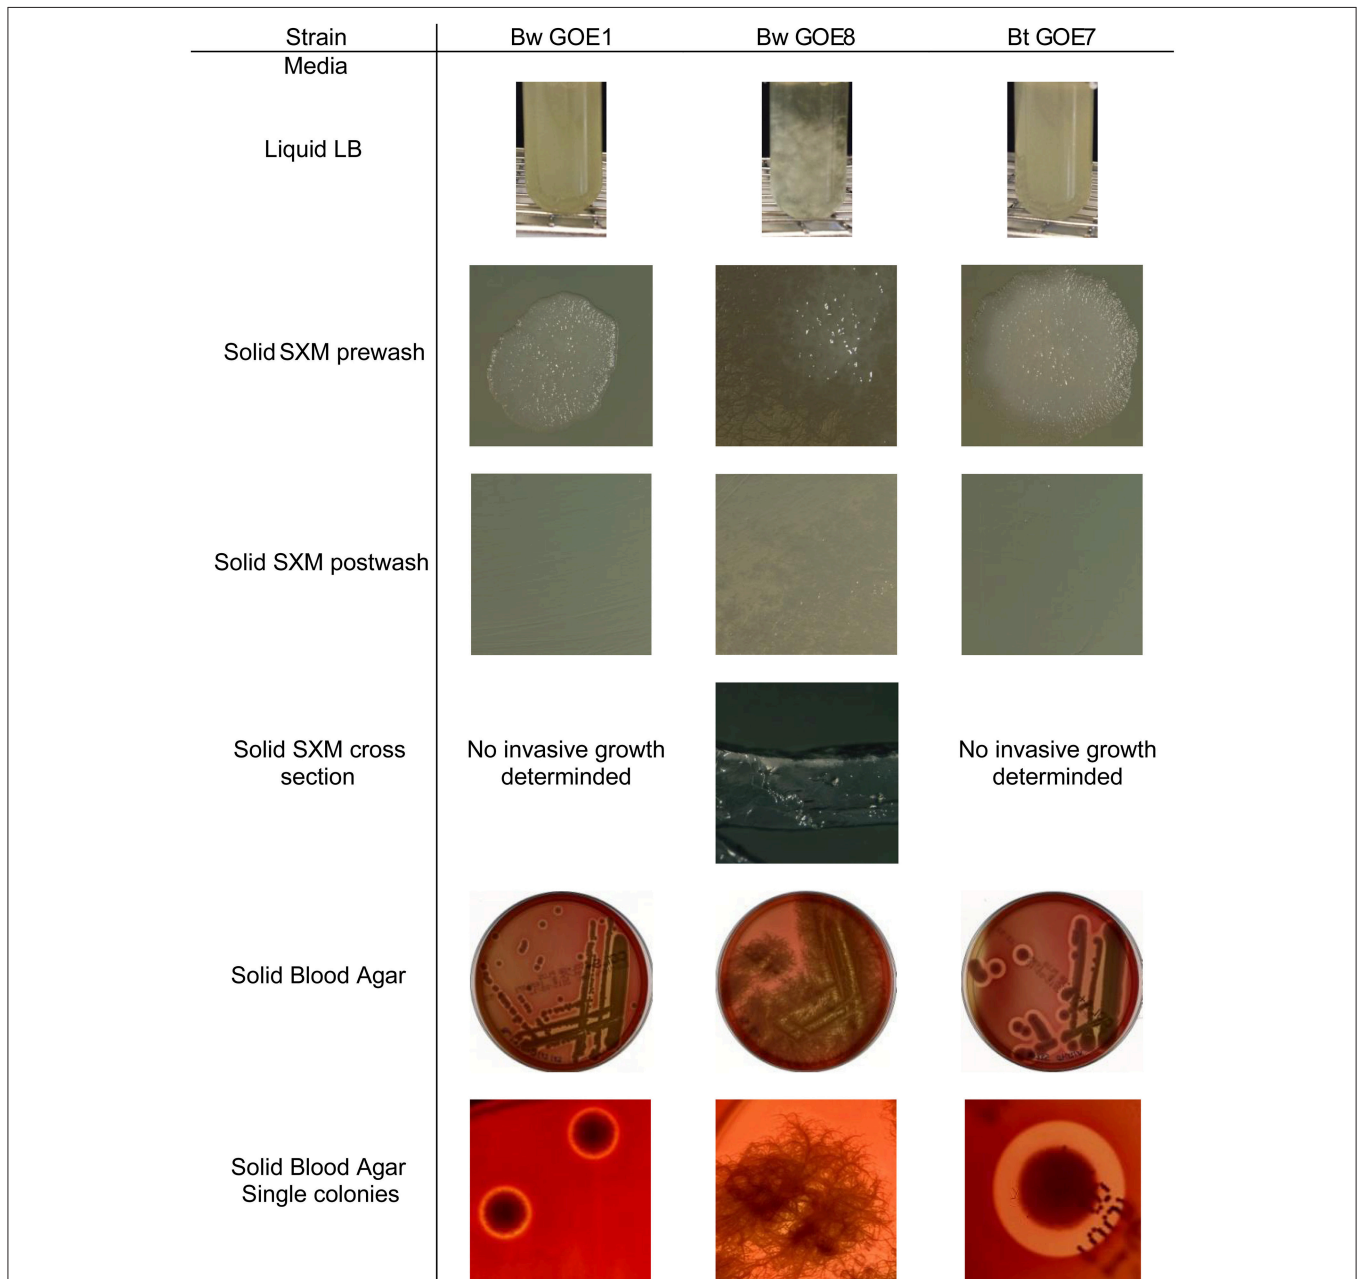 Strain Bw GOE1 Bw GOE8 Bt GOE7
Media
Liquid LB
Solid SXM prewash
Solid SXM postwash
Solid SXM cross
section
No invasive growth
determinded
No invasive growth
determinded
Solid Blood Agar
Solid Blood Agar
Single colonies